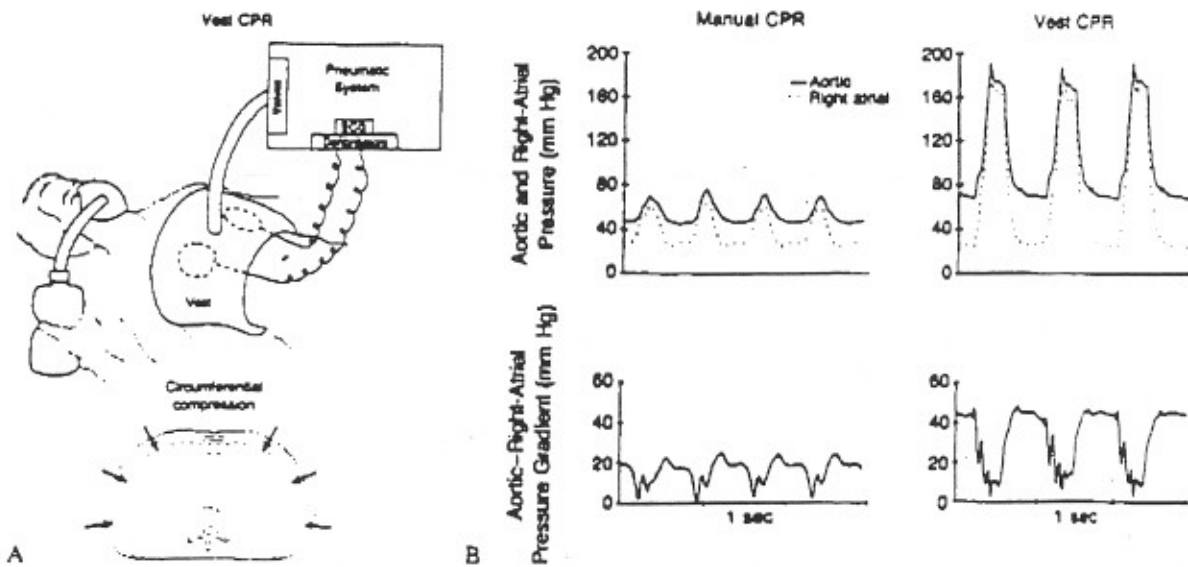 Vest CPR
Pneumatic
System
Valves
Vest
Circumferential
compression
A
B
Manual CPR
Vest CPR
Aortic and Right-Atrial
Pressure (mm Hg)
200
160
120
80
40
0
Aortic
Right atrial
200
160
120
80
40
0
Aortic–Right-Atrial
Pressure Gradient (mm Hg)
60
40
20
0
1 sec
60
40
20
0
1 sec